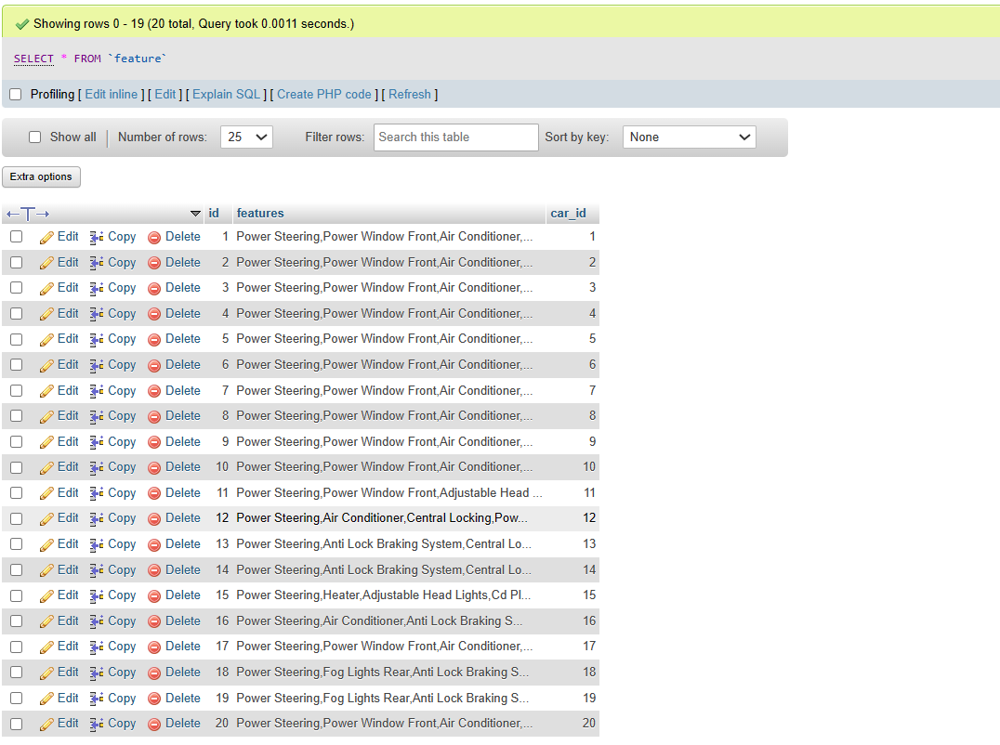 Showing rows 0 - 19 (20 total, Query took 0.0011 seconds.)
SELECT * FROM `feature`
Profiling [ Edit inline ] [ Edit ] [ Explain SQL ] [ Create PHP code ] [ Refresh ]
Show all Number of rows: 25 Filter rows: Search this table Sort by key: None
Extra options
id features car_id
Edit Copy Delete 1 Power Steering,Power Window Front,Air Conditioner,... 1
Edit Copy Delete 2 Power Steering,Power Window Front,Air Conditioner,... 2
Edit Copy Delete 3 Power Steering,Power Window Front,Air Conditioner,... 3
Edit Copy Delete 4 Power Steering,Power Window Front,Air Conditioner,... 4
Edit Copy Delete 5 Power Steering,Power Window Front,Air Conditioner,... 5
Edit Copy Delete 6 Power Steering,Power Window Front,Air Conditioner,... 6
Edit Copy Delete 7 Power Steering,Power Window Front,Air Conditioner,... 7
Edit Copy Delete 8 Power Steering,Power Window Front,Air Conditioner,... 8
Edit Copy Delete 9 Power Steering,Power Window Front,Air Conditioner,... 9
Edit Copy Delete 10 Power Steering,Power Window Front,Air Conditioner,... 10
Edit Copy Delete 11 Power Steering,Power Window Front,Adjustable Head ... 11
Edit Copy Delete 12 Power Steering,Air Conditioner,Central Locking,Pow... 12
Edit Copy Delete 13 Power Steering,Anti Lock Braking System,Central Lo... 13
Edit Copy Delete 14 Power Steering,Anti Lock Braking System,Central Lo... 14
Edit Copy Delete 15 Power Steering,Heater,Adjustable Head Lights,Cd Pl... 15
Edit Copy Delete 16 Power Steering,Air Conditioner,Anti Lock Braking S... 16
Edit Copy Delete 17 Power Steering,Power Window Front,Air Conditioner,... 17
Edit Copy Delete 18 Power Steering,Fog Lights Rear,Anti Lock Braking S... 18
Edit Copy Delete 19 Power Steering,Fog Lights Rear,Anti Lock Braking S... 19
Edit Copy Delete 20 Power Steering,Power Window Front,Air Conditioner,... 20